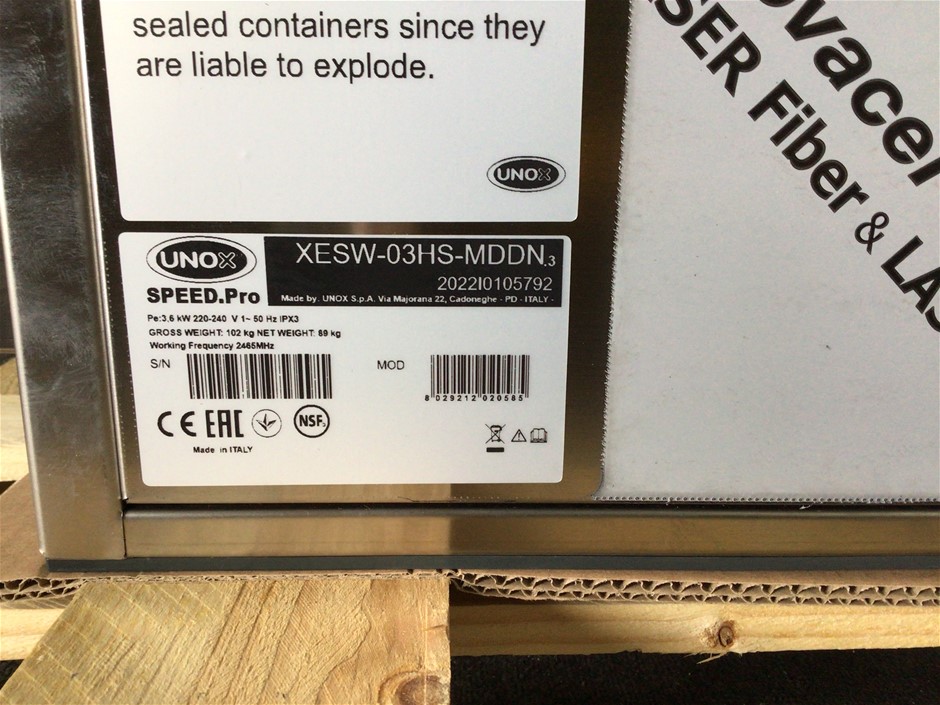 sealed containers since they
are liable to explode.
UNOX
UNOX
SPEED.Pro
XESW-03HS-MDDN.3
2022I0105792
Made by. UNOX S.p.A. Via Majorana 22, Cadoneghe - PD - ITALY -
Pe:3,6 kW 220-240 V 1~ 50 Hz IPX3
GROSS WEIGHT: 102 kg NET WEIGHT: 89 kg
Working Frequency 2465MHz
S/N
MOD
8 029212 020585
CE EAC NSF
Made in ITALY
Fiber & LAS